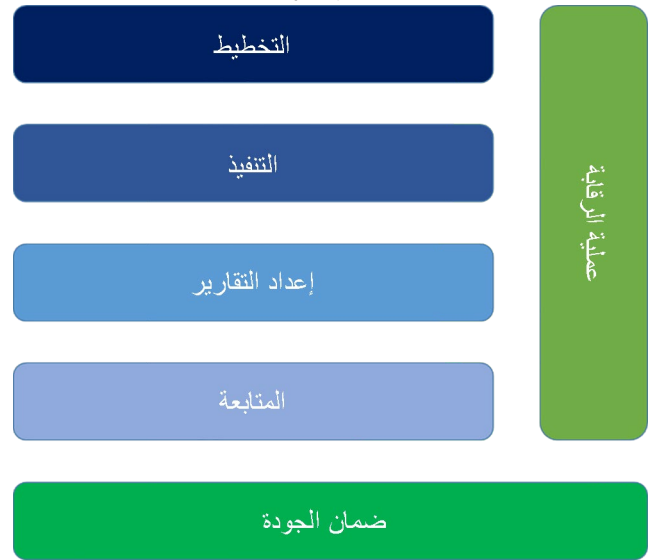 التخطيط
التنفيذ
إعداد التقارير
المتابعة
عملية الرقابة
ضمان الجودة